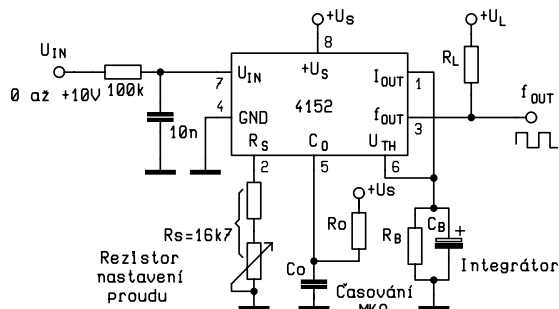 +Us
+UL
UIN
8
RL
+Us
UIN
IOUT
7
1
100k
0 až +10V
4152
fOUT
4
GND
fOUT
3
10n
RS
CO
UTH
2
5
6
+Us
Ro
Rs=16k7
RB
CB
+
Rezistor
nastavení
proudu
Co
Integrátor
Časování
MKO